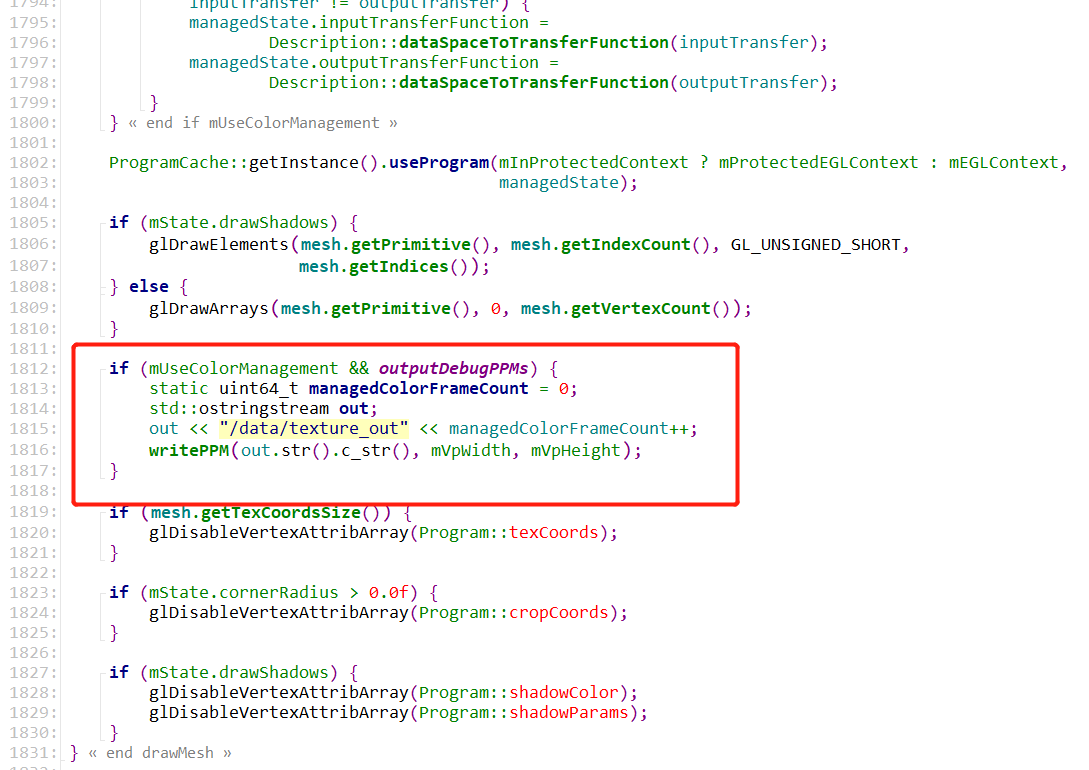 1794: inputTransfer != outputTransfer) {
1795: managedState.inputTransferFunction =
1796: Description::dataSpaceToTransferFunction(inputTransfer);
1797: managedState.outputTransferFunction =
1798: Description::dataSpaceToTransferFunction(outputTransfer);
1799: }
1800: } « end if mUseColorManagement »
1801:
1802: ProgramCache::getInstance().useProgram(mInProtectedContext ? mProtectedEGLContext : mEGLContext,
1803: managedState);
1804:
1805: if (mState.drawShadows) {
1806: glDrawElements(mesh.getPrimitive(), mesh.getIndexCount(), GL_UNSIGNED_SHORT,
1807: mesh.getIndices());
1808: } else {
1809: glDrawArrays(mesh.getPrimitive(), 0, mesh.getVertexCount());
1810: }
1811:
1812: if (mUseColorManagement && outputDebugPPMs) {
1813: static uint64_t managedColorFrameCount = 0;
1814: std::ostringstream out;
1815: out << "/data/texture_out" << managedColorFrameCount++;
1816: writePPM(out.str().c_str(), mVpWidth, mVpHeight);
1817: }
1818:
1819: if (mesh.getTexCoordsSize()) {
1820: glDisableVertexAttribArray(Program::texCoords);
1821: }
1822:
1823: if (mState.cornerRadius > 0.0f) {
1824: glDisableVertexAttribArray(Program::cropCoords);
1825: }
1826:
1827: if (mState.drawShadows) {
1828: glDisableVertexAttribArray(Program::shadowColor);
1829: glDisableVertexAttribArray(Program::shadowParams);
1830: }
1831: } « end drawMesh »